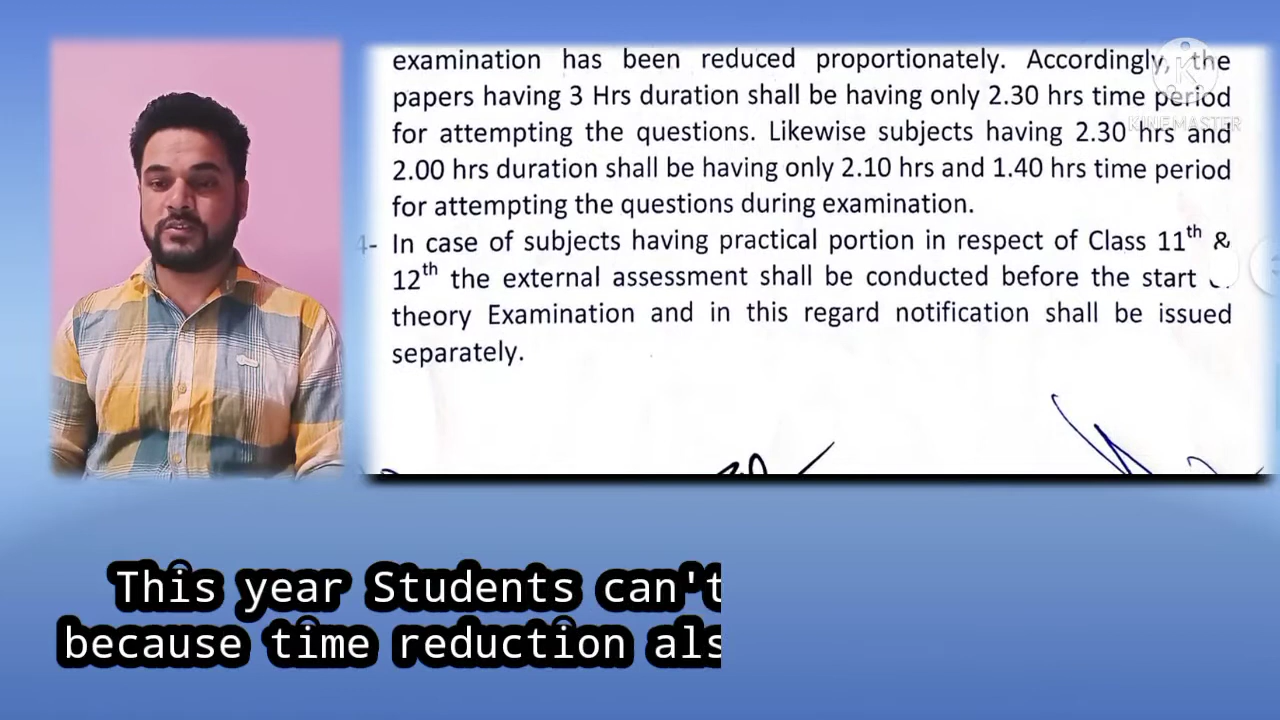 examination has been reduced proportionately. Accordingly, the
papers having 3 Hrs duration shall be having only 2.30 hrs time period
for attempting the questions. Likewise subjects having 2.30 hrs and
2.00 hrs duration shall be having only 2.10 hrs and 1.40 hrs time period
for attempting the questions during examination.
4- In case of subjects having practical portion in respect of Class 11th &
12th the external assessment shall be conducted before the start
theory Examination and in this regard notification shall be issued
separately.
KINEMASTER
This year Students can't
because time reduction als